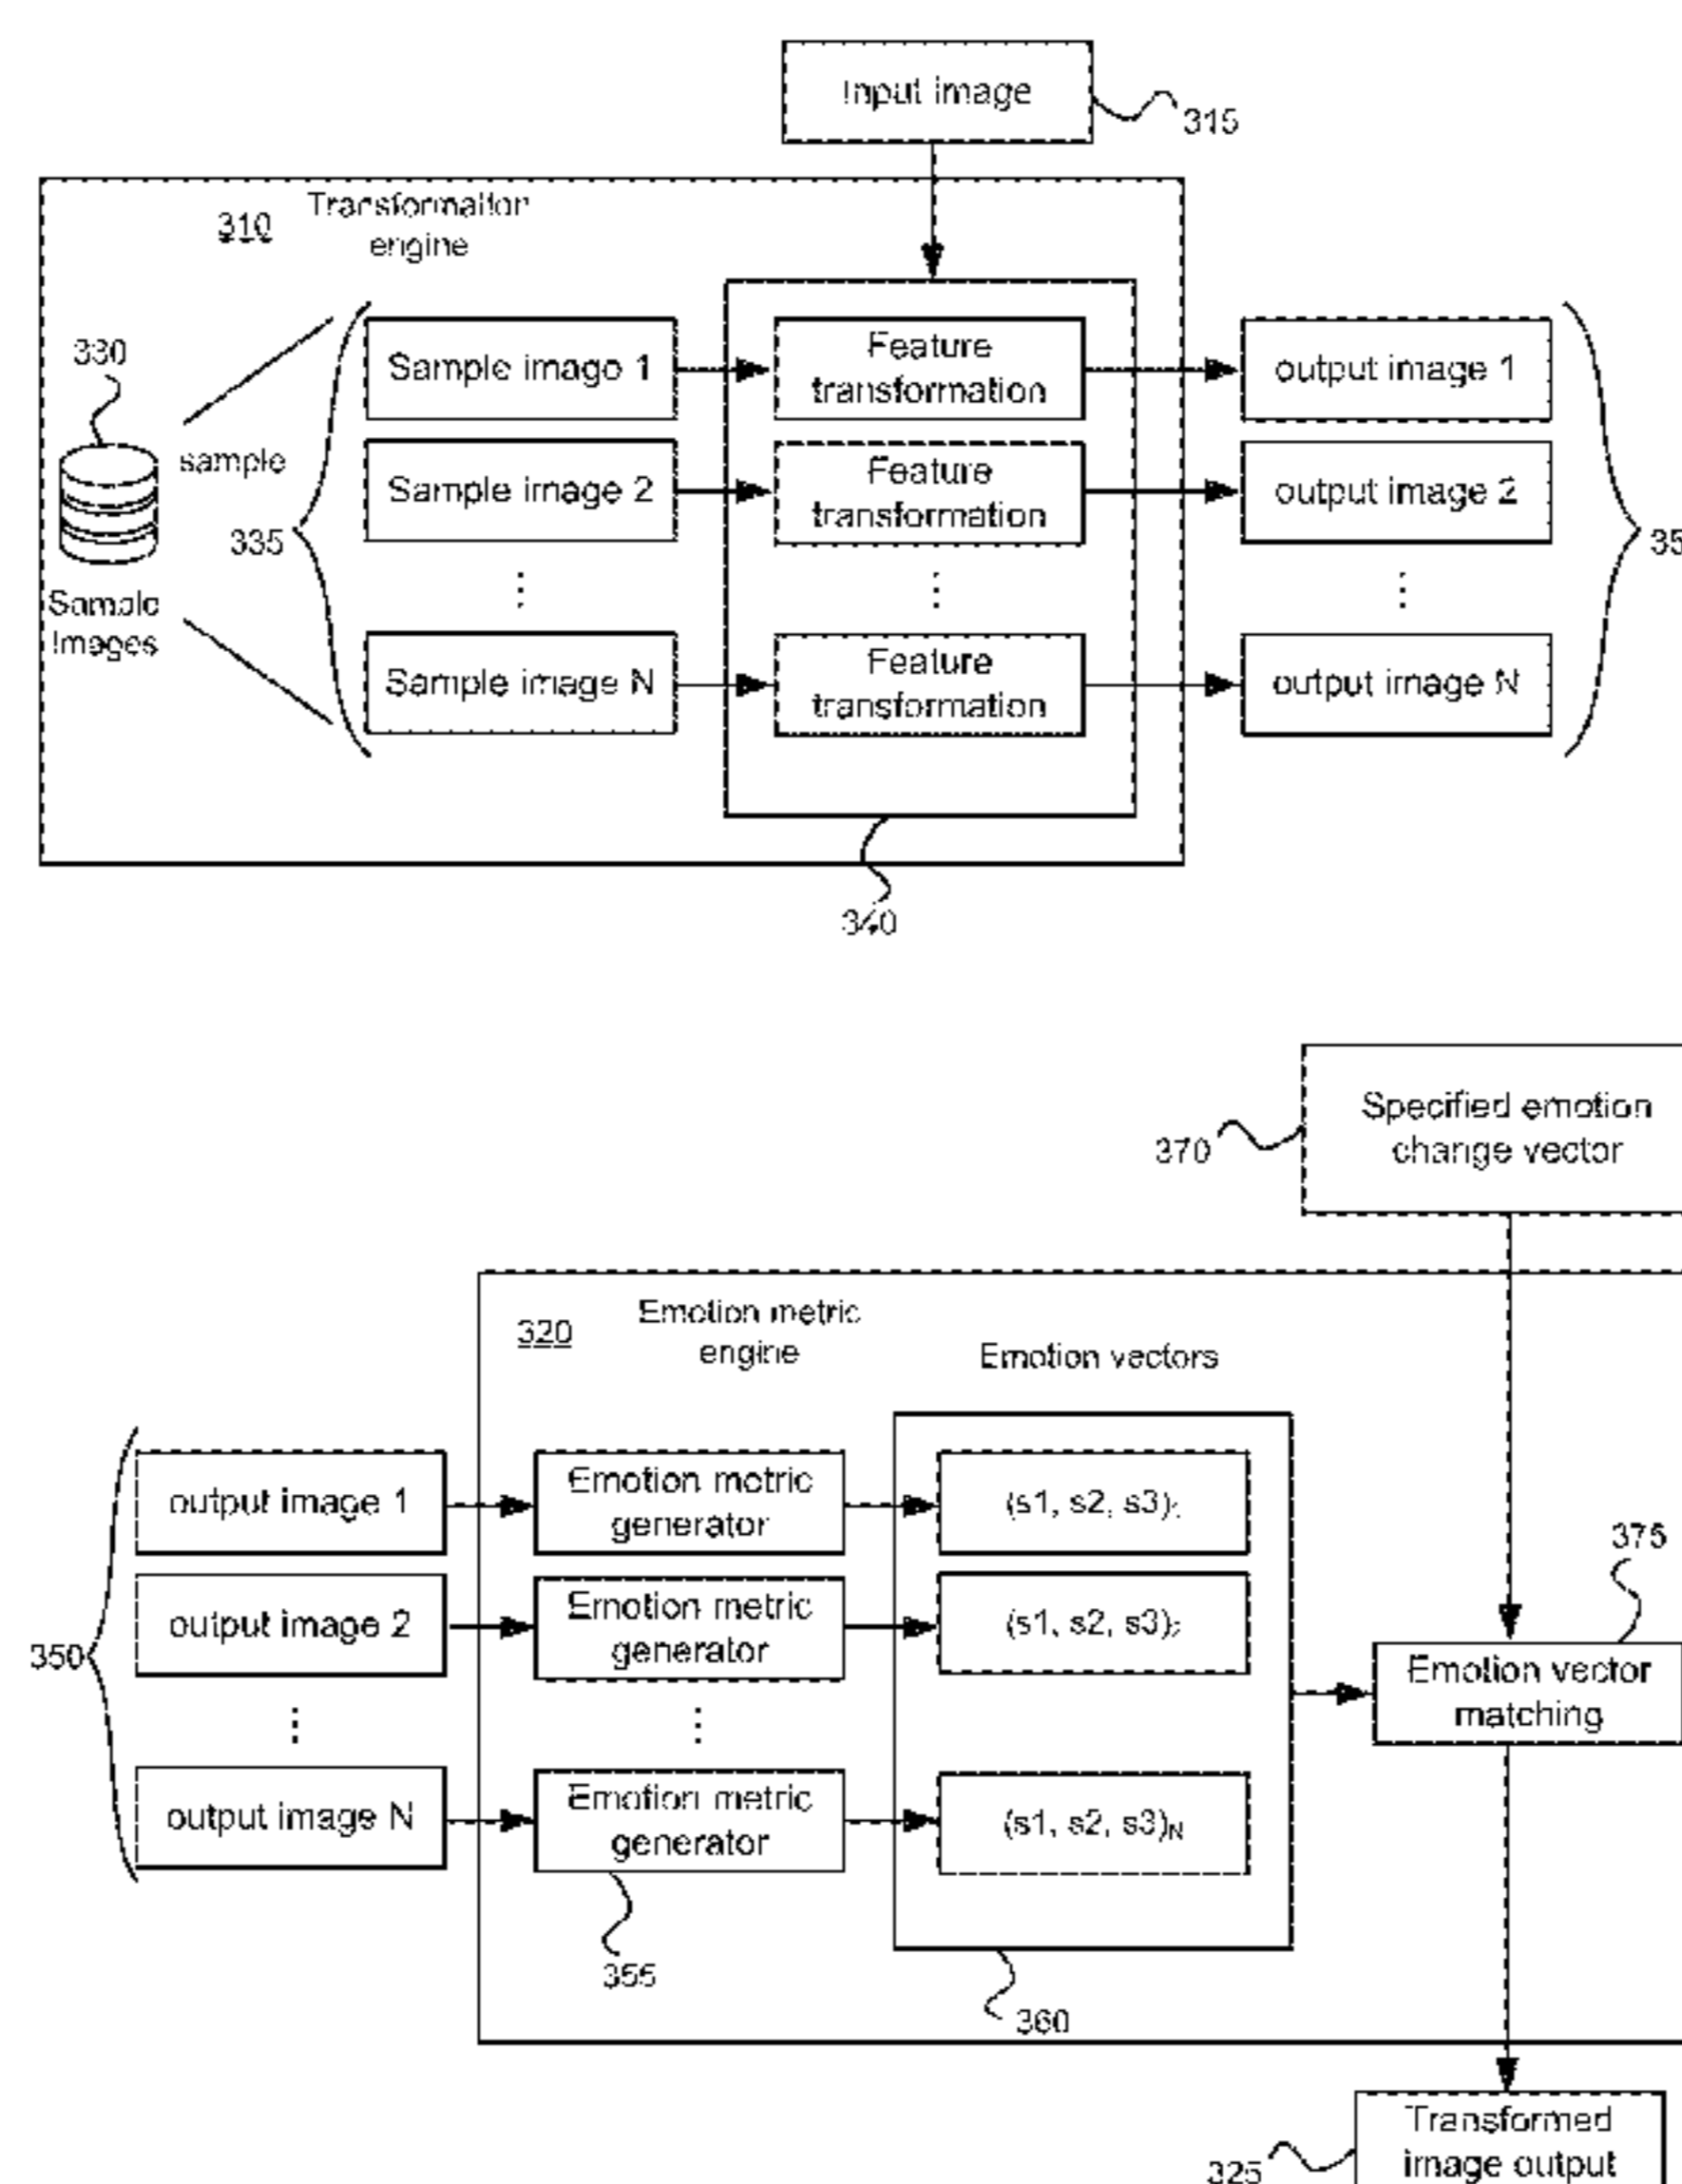 Input image
315
310
Transformation
engine
330
Sample image 1
Feature
transformation
output image 1
sample
Sample image 2
Feature
transformation
output image 2
335
35
Sample
Images
Sample image N
Feature
transformation
output image N
340
Specified emotion
change vector
370
320
Emotion metric
engine
Emotion vectors
output image 1
Emotion metric
generator
(s1, s2, s3)1
375
output image 2
Emotion metric
generator
(s1, s2, s3)2
350
Emotion vector
matching
output image N
Emotion metric
generator
(s1, s2, s3)N
355
360
Transformed
image output
325